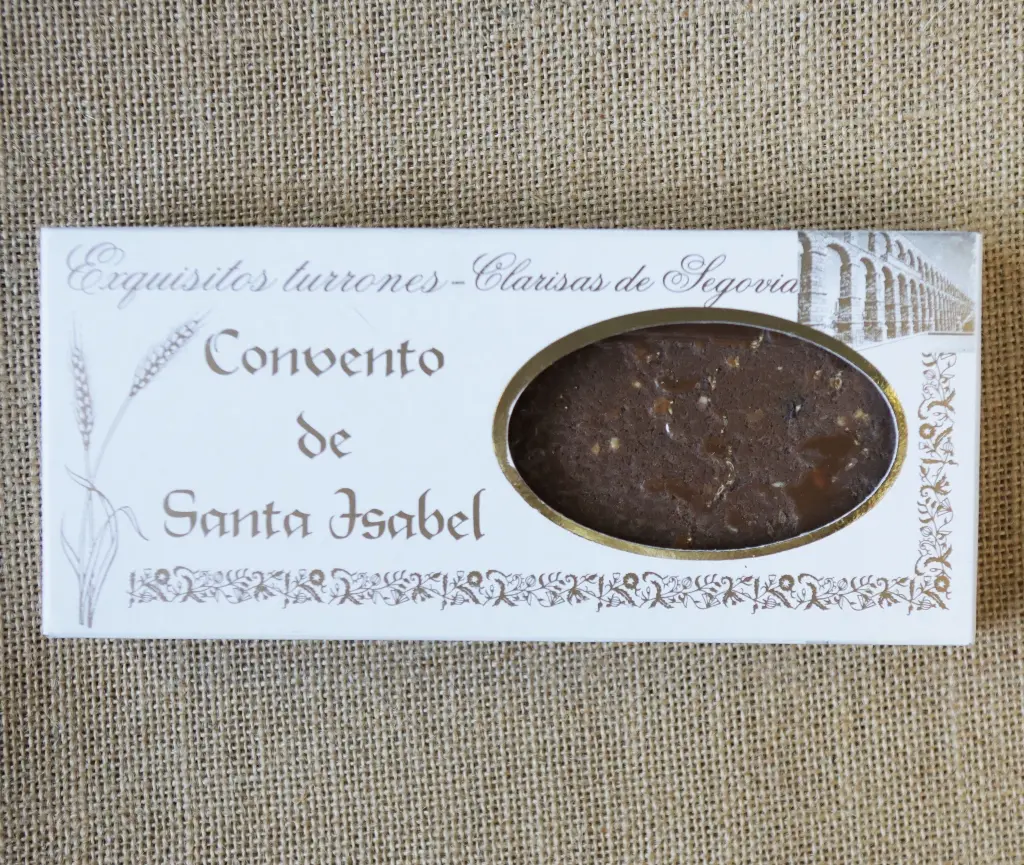 Exquisitos turrones - Clarisas de Segovia
Convento
de
Santa Isabel